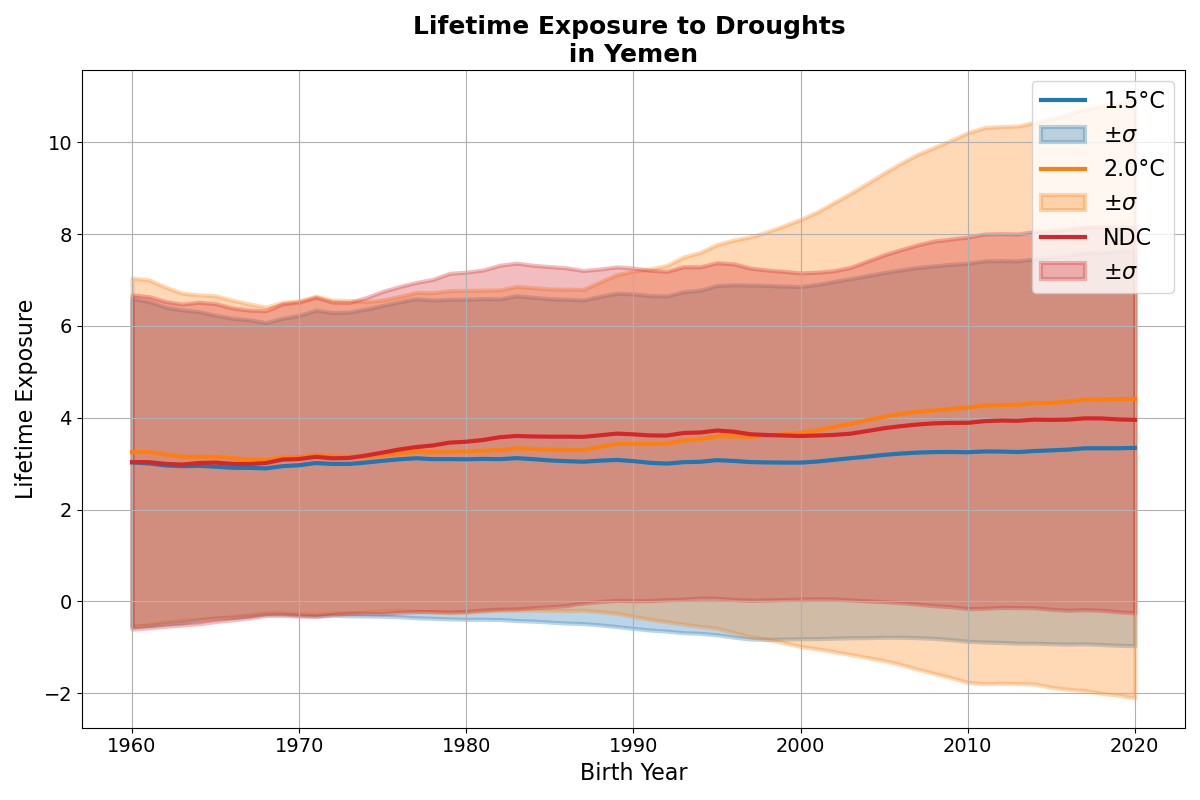 Lifetime Exposure to Droughts
in Yemen
Lifetime Exposure
10
8
6
4
2
0
−2
1960
1970
1980
1990
2000
2010
2020
Birth Year
1.5°C
±σ
2.0°C
±σ
NDC
±σ